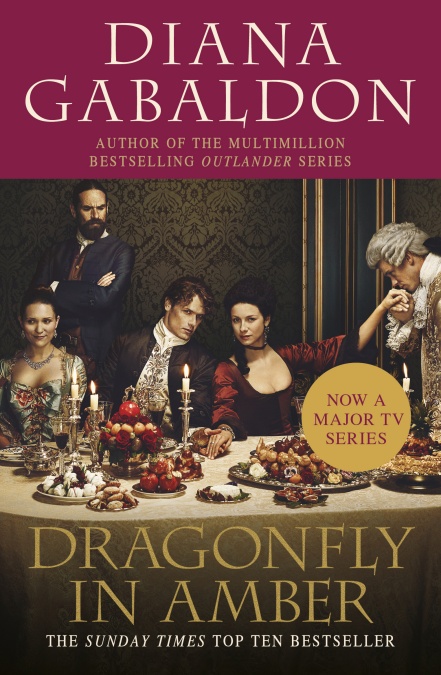 DIANA
GABALDON
AUTHOR OF THE MULTIMILLION
BESTSELLING OUTLANDER SERIES
NOW A
MAJOR TV
SERIES
DRAGONFLY
IN AMBER
THE SUNDAY TIMES TOP TEN BESTSELLER